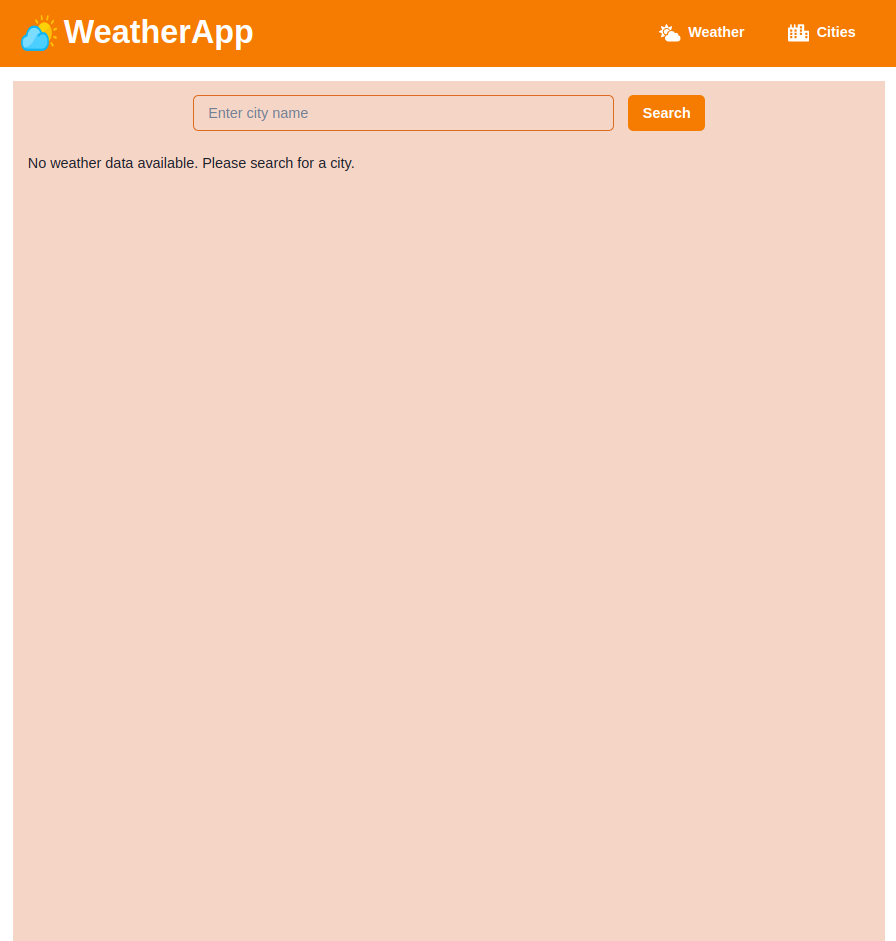 WeatherApp
Weather
Cities
Enter city name
Search
No weather data available. Please search for a city.